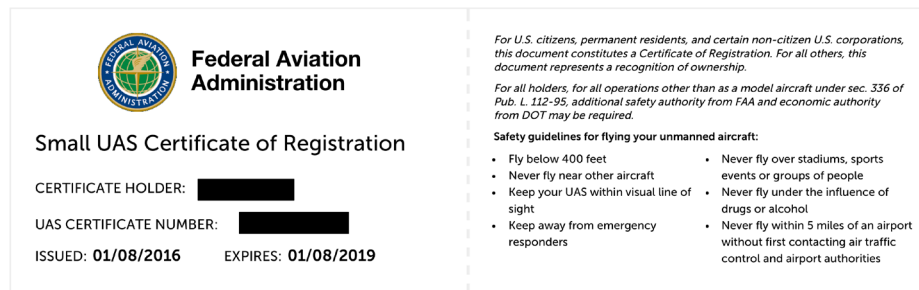 FEDERAL AVIATION
ADMINISTRATION
Federal Aviation
Administration
Small UAS Certificate of Registration
CERTIFICATE HOLDER:
UAS CERTIFICATE NUMBER:
ISSUED: 01/08/2016 EXPIRES: 01/08/2019
For U.S. citizens, permanent residents, and certain non-citizen U.S. corporations,
this document constitutes a Certificate of Registration. For all others, this
document represents a recognition of ownership.
For all holders, for all operations other than as a model aircraft under sec. 336 of
Pub. L. 112-95, additional safety authority from FAA and economic authority
from DOT may be required.
Safety guidelines for flying your unmanned aircraft:
• Fly below 400 feet
• Never fly near other aircraft
• Keep your UAS within visual line of
sight
• Keep away from emergency
responders
• Never fly over stadiums, sports
events or groups of people
• Never fly under the influence of
drugs or alcohol
• Never fly within 5 miles of an airport
without first contacting air traffic
control and airport authorities